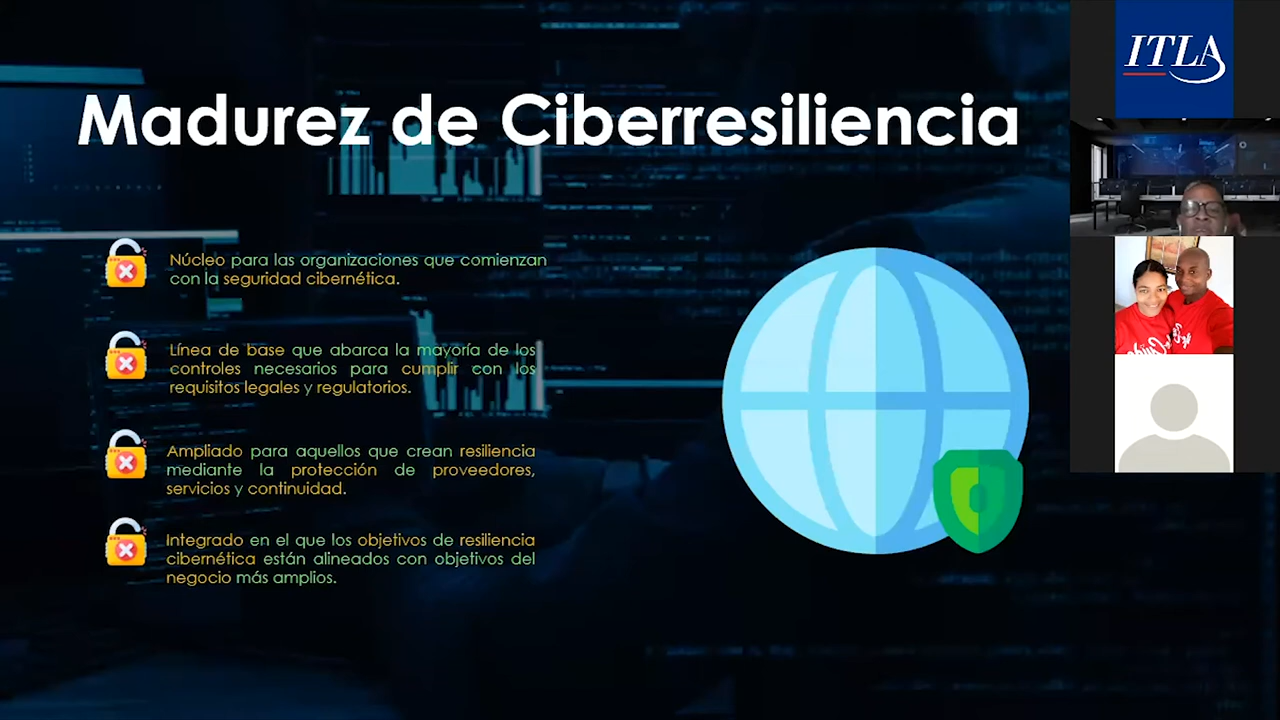 Madurez de Ciberresiliencia
Núcleo para las organizaciones que comienzan
con la seguridad cibernética.
Línea de base que abarca la mayoría de los
controles necesarios para cumplir con los
requisitos legales y regulatorios.
Ampliado para aquellos que crean resiliencia
mediante la protección de proveedores,
servicios y continuidad.
Integrado en el que los objetivos de resiliencia
cibernética están alineados con objetivos del
negocio más amplios.
ITLA